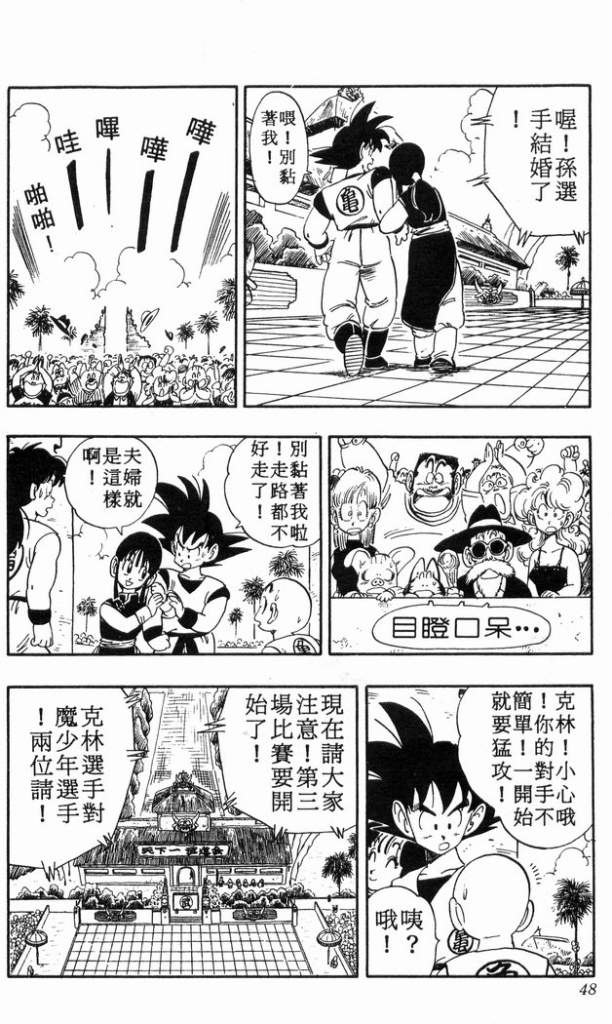 喔！孫選
手結婚了
！
喂！別黏
著我！
龜
嘩
嘩
嗶
哇
啪啪！
目瞪口呆…
別黏著我啦
！走路都不
好走了！
夫婦就
是這樣
啊！
克林！小心哦
！你的對手不
簡單！一開始
就要猛攻！
咦？
哦！
龜
現在請大家
注意！第三
場比賽要開
始了！
克林選手對
魔少年選手
！兩位請！
天下一武道会
武
48